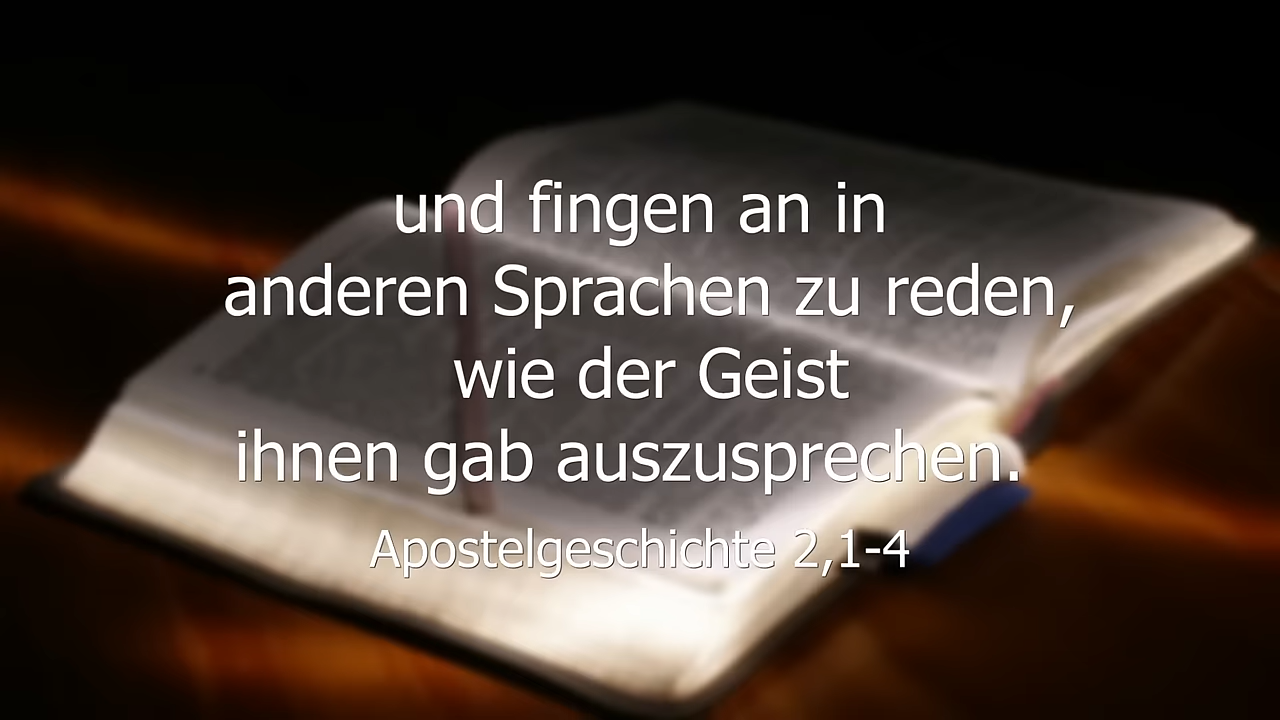 und fingen an in
anderen Sprachen zu reden,
wie der Geist
ihnen gab auszusprechen.
Apostelgeschichte 2,1-4